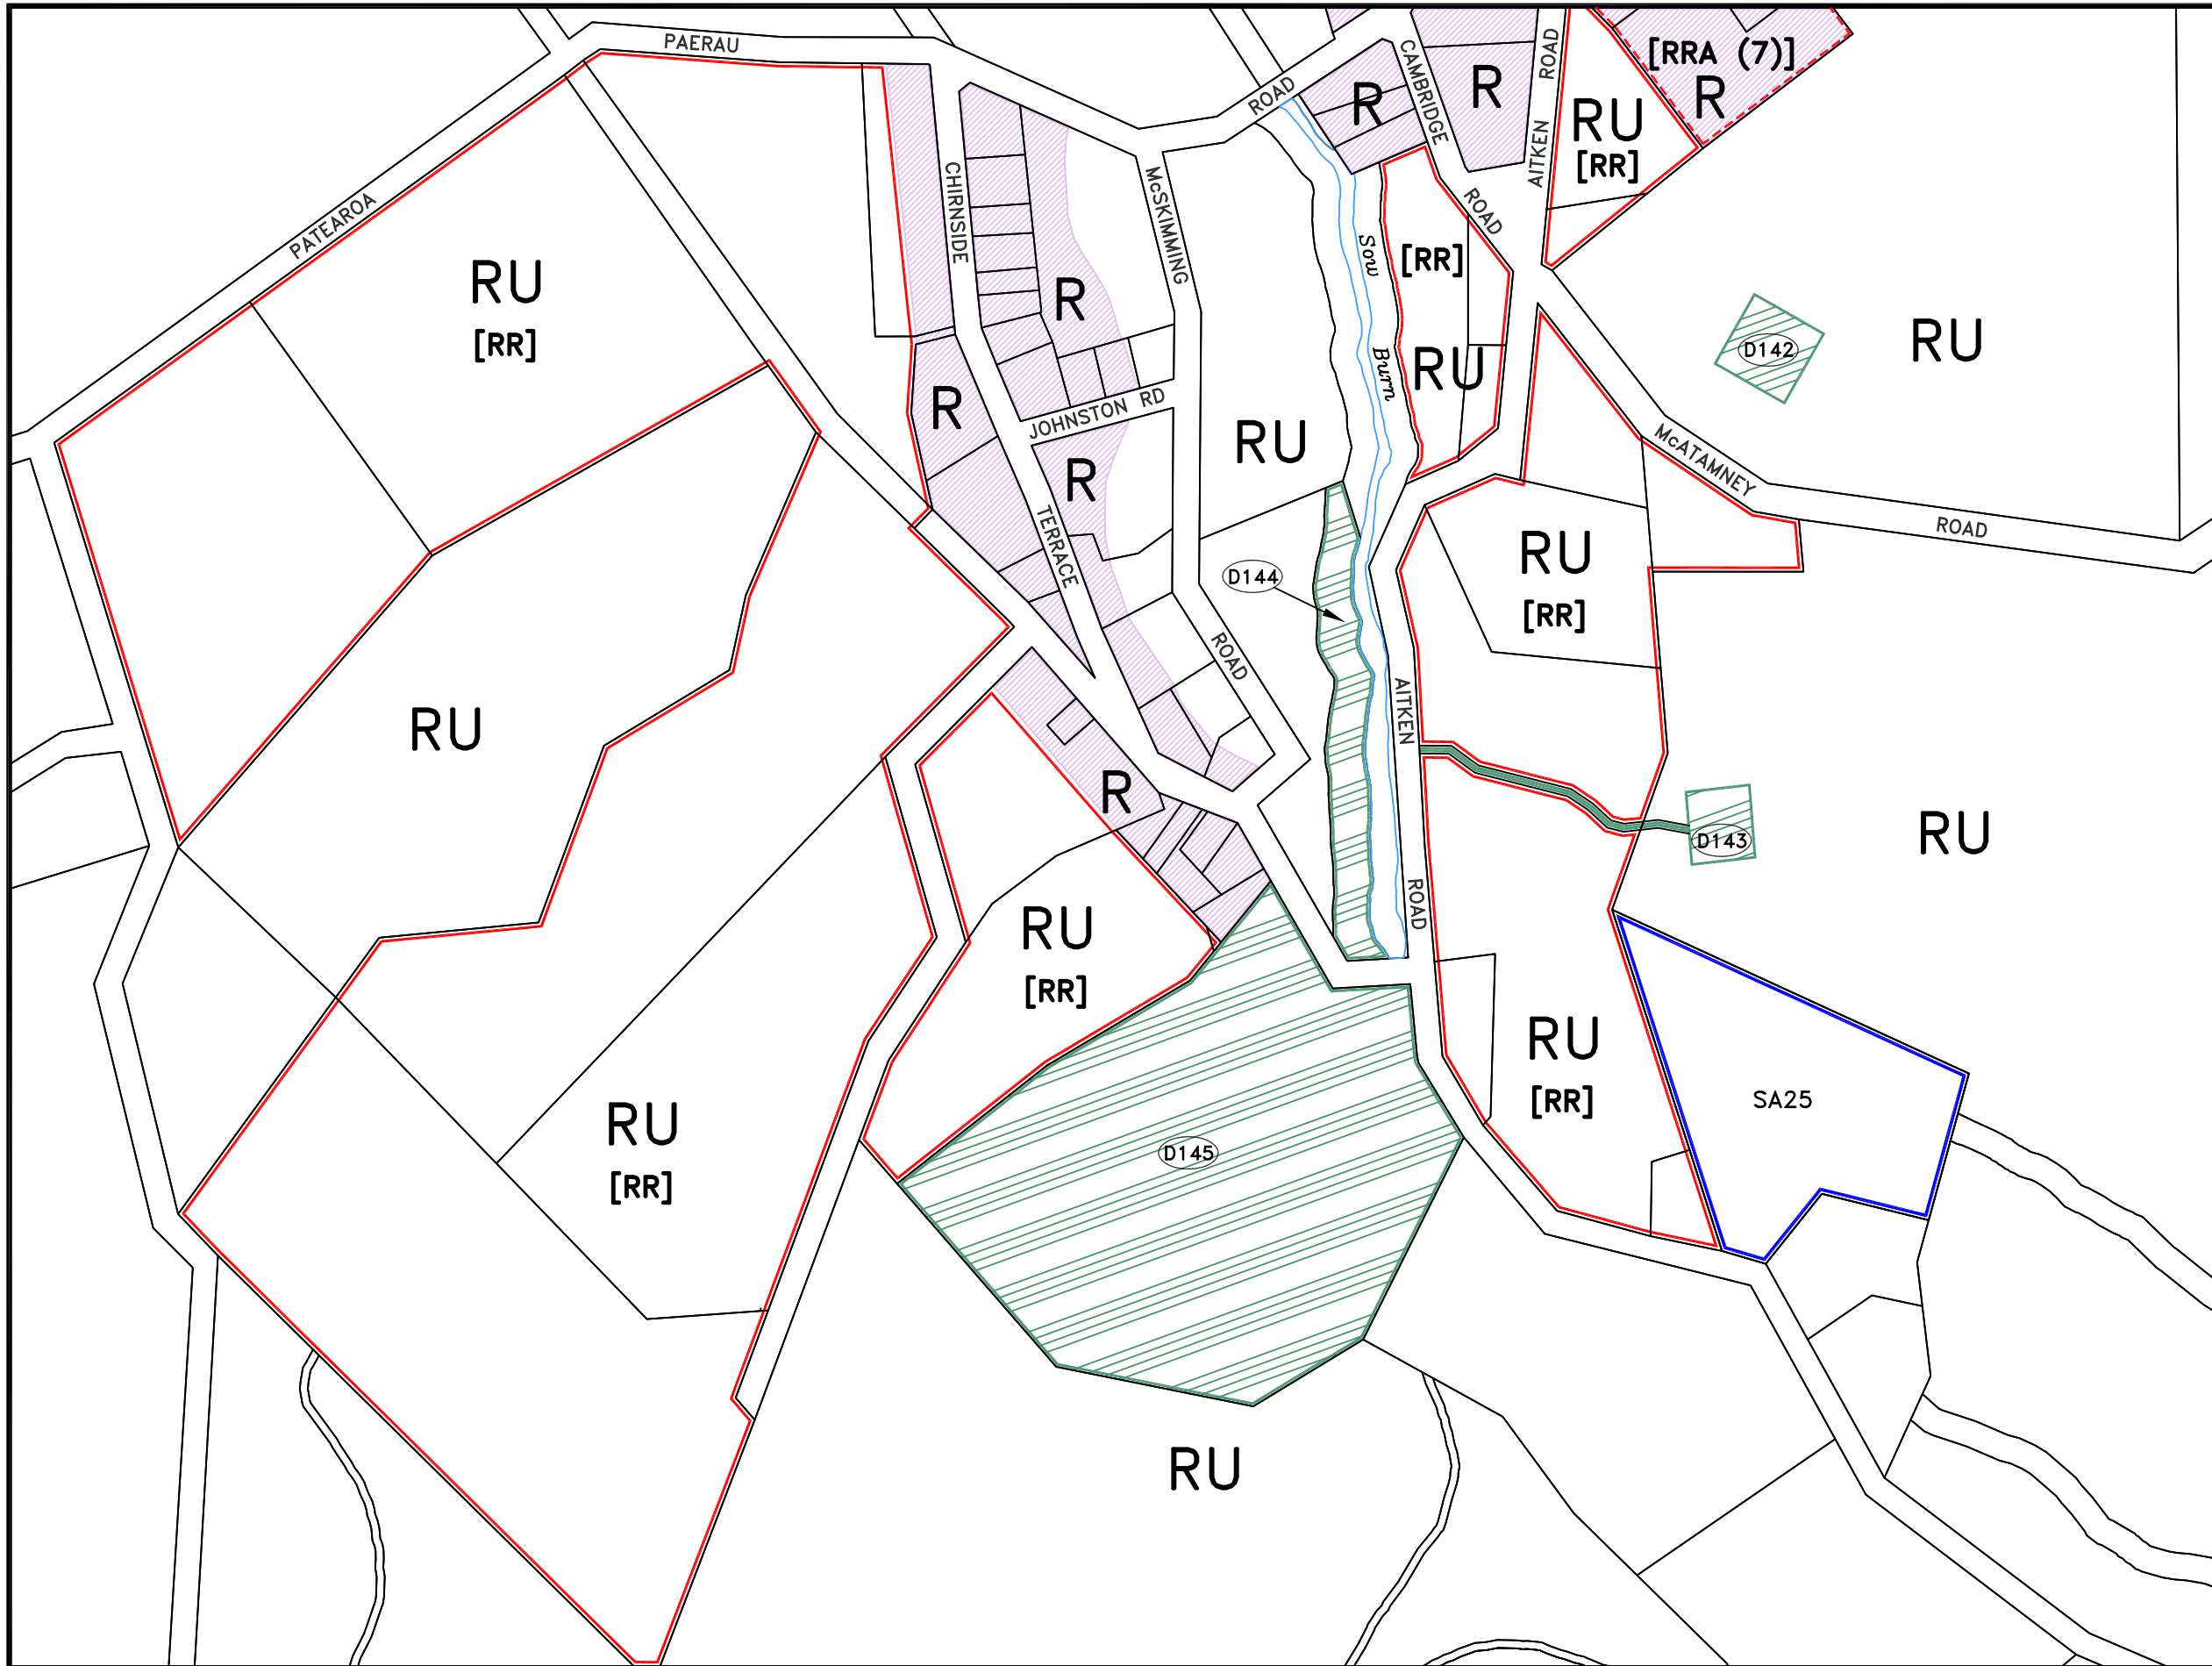 PAERAU
ROAD
CAMBRIDGE
ROAD
AITKEN
ROAD
[RRA (7)]
R
R
R
RU
[RR]
PATEAROA
CHIRNSIDE
TERRACE
McSKIMMING
ROAD
Sow
Burn
[RR]
RU
RU
[RR]
R
D142
RU
R
JOHNSTON RD
RU
McATAMNEY
ROAD
R
RU
[RR]
D144
RU
AITKEN
ROAD
R
D143
RU
RU
[RR]
RU
[RR]
SA25
RU
[RR]
D145
RU